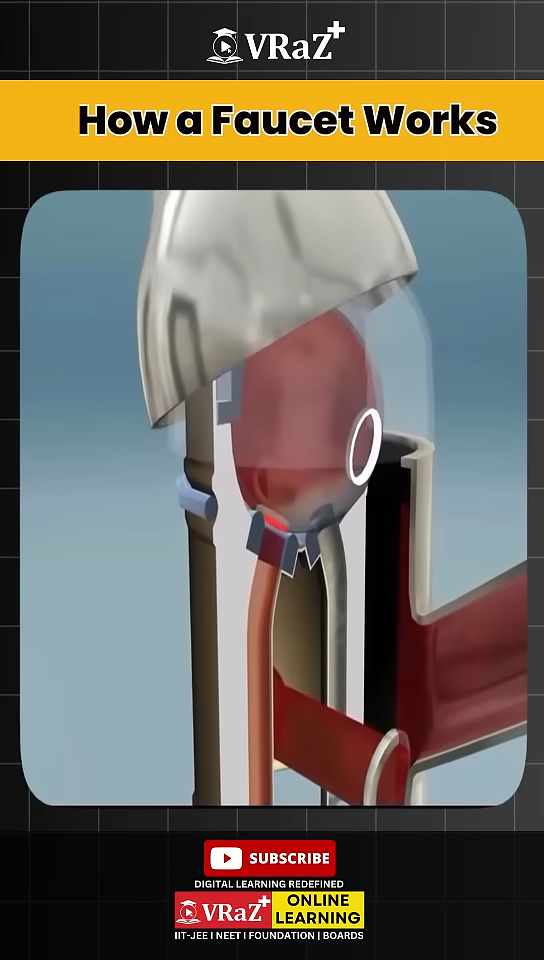 VRaZ+
How a Faucet Works
SUBSCRIBE
DIGITAL LEARNING REDEFINED
VRaZ+ ONLINE LEARNING
IIT-JEE | NEET | FOUNDATION | BOARDS